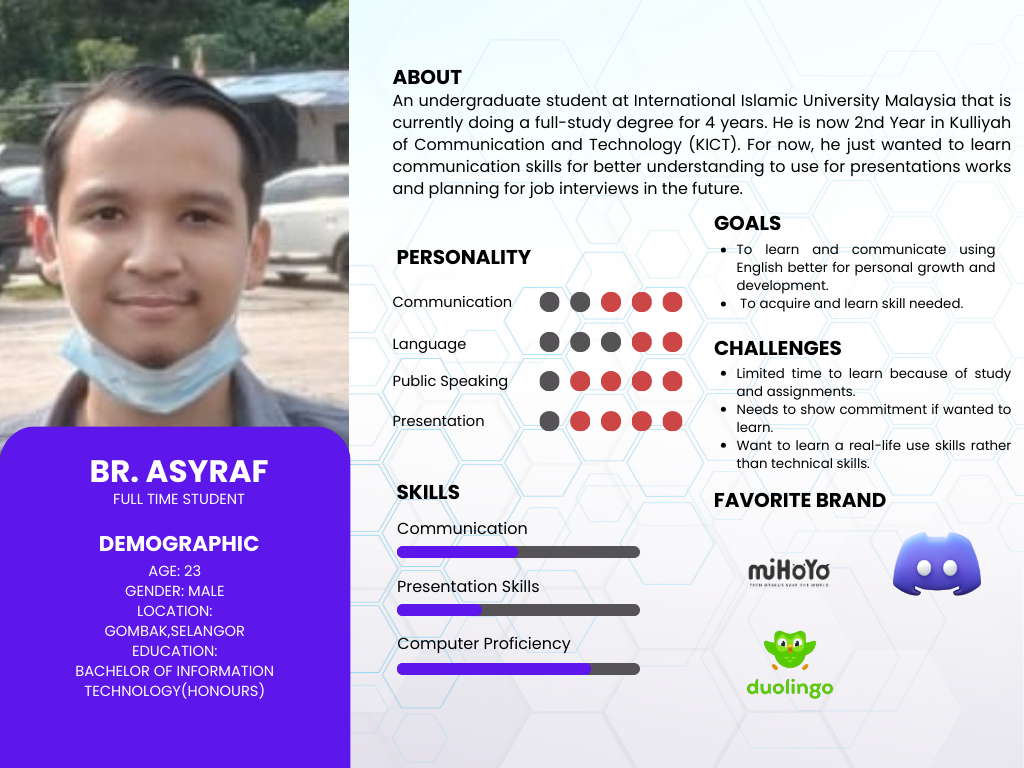 BR. ASYRAF
FULL TIME STUDENT
DEMOGRAPHIC
AGE: 23
GENDER: MALE
LOCATION:
GOMBAK,SELANGOR
EDUCATION:
BACHELOR OF INFORMATION
TECHNOLOGY(HONOURS)
ABOUT
An undergraduate student at International Islamic University Malaysia that is
currently doing a full-study degree for 4 years. He is now 2nd Year in Kulliyah
of Communication and Technology (KICT). For now, he just wanted to learn
communication skills for better understanding to use for presentations works
and planning for job interviews in the future.
PERSONALITY
Communication
Language
Public Speaking
Presentation
SKILLS
Communication
Presentation Skills
Computer Proficiency
GOALS
• To learn and communicate using
English better for personal growth and
development.
• To acquire and learn skill needed.
CHALLENGES
• Limited time to learn because of study
and assignments.
• Needs to show commitment if wanted to
learn.
• Want to learn a real-life use skills rather
than technical skills.
FAVORITE BRAND
miHoYo
TECH OTAKUS SAVE THE WORLD
duolingo